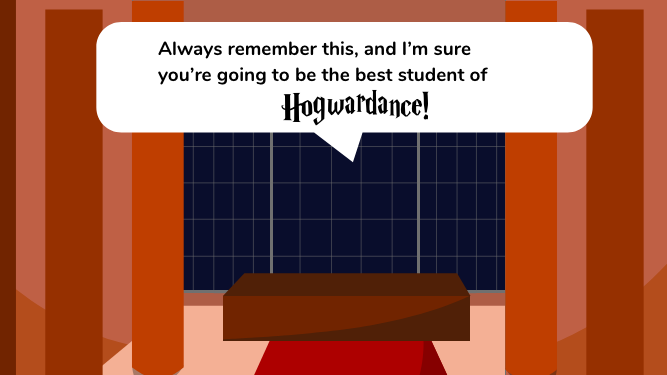 Always remember this, and I'm sure
you're going to be the best student of
Hogwardance!